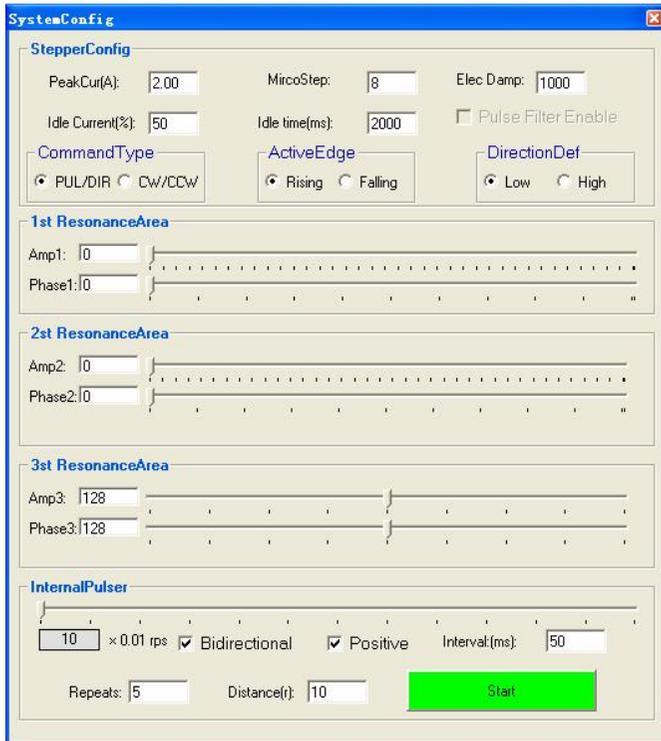 SystemConfig
StepperConfig
PeakCur(A): 2.00 MircoStep: 8 Elec Damp: 1000
Idle Current(%): 50 Idle time(ms): 2000 Pulse Filter Enable
CommandType ActiveEdge DirectionDef
PUL/DIR CW/CCW Rising Falling Low High
1st ResonanceArea
Amp1: 0
Phase1: 0
2st ResonanceArea
Amp2: 0
Phase2: 0
3st ResonanceArea
Amp3: 128
Phase3: 128
InternalPulser
10 × 0.01 rps Bidirectional Positive Interval:(ms): 50
Repeats: 5 Distance(r): 10 Start